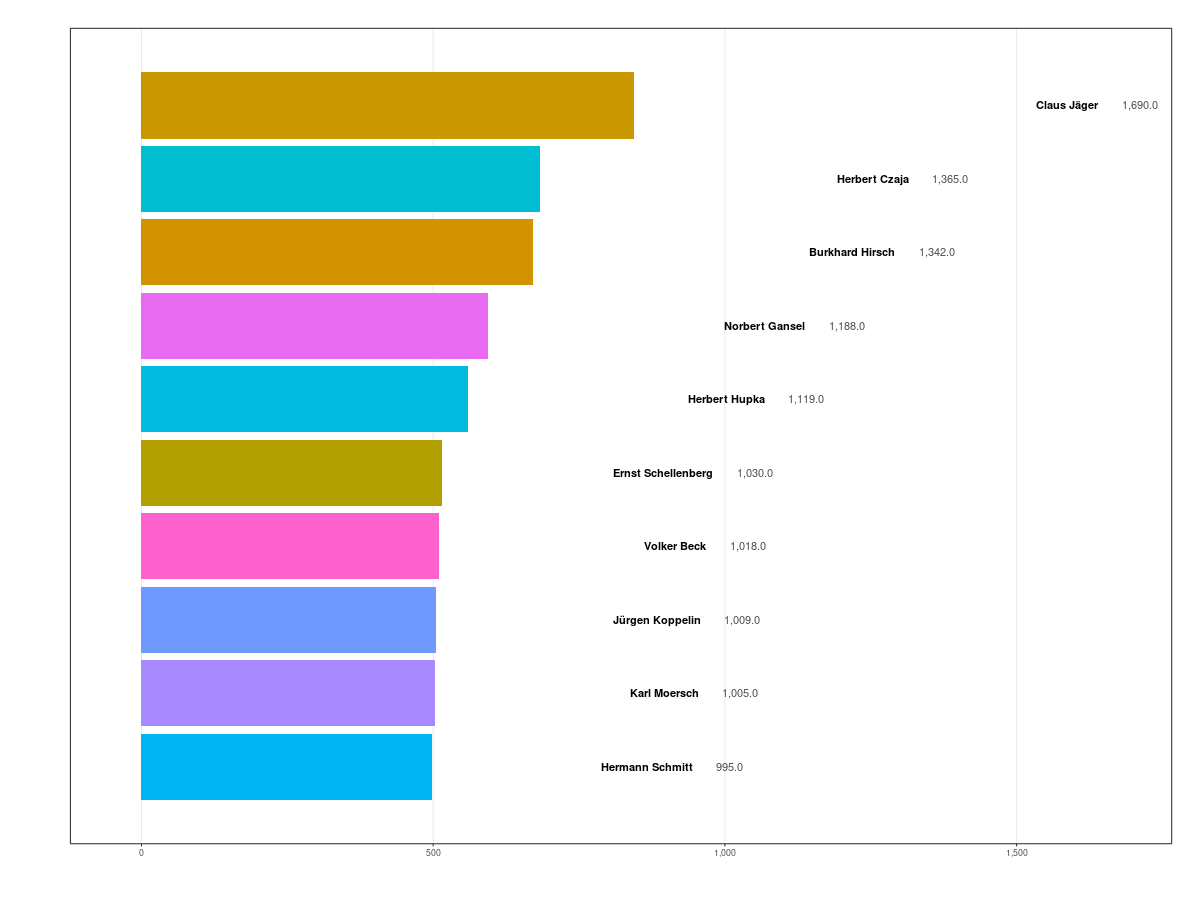 Claus Jäger 1,690.0
Herbert Czaja 1,365.0
Burkhard Hirsch 1,342.0
Norbert Gansel 1,188.0
Herbert Hupka 1,119.0
Ernst Schellenberg 1,030.0
Volker Beck 1,018.0
Jürgen Koppelin 1,009.0
Karl Moersch 1,005.0
Hermann Schmitt 995.0
0 500 1,000 1,500